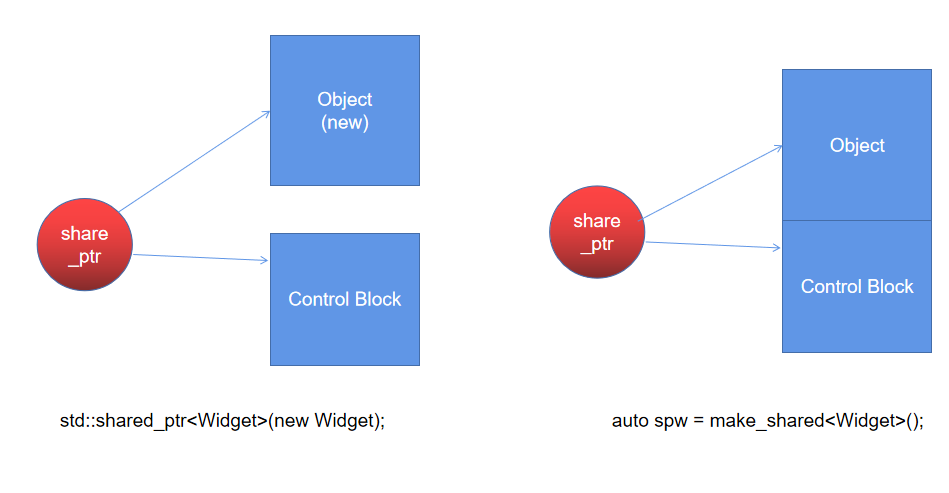 Object
(new)
share
_ptr
Control Block
std::shared_ptr<Widget>(new Widget);
Object
share
_ptr
Control Block
auto spw = make_shared<Widget>();